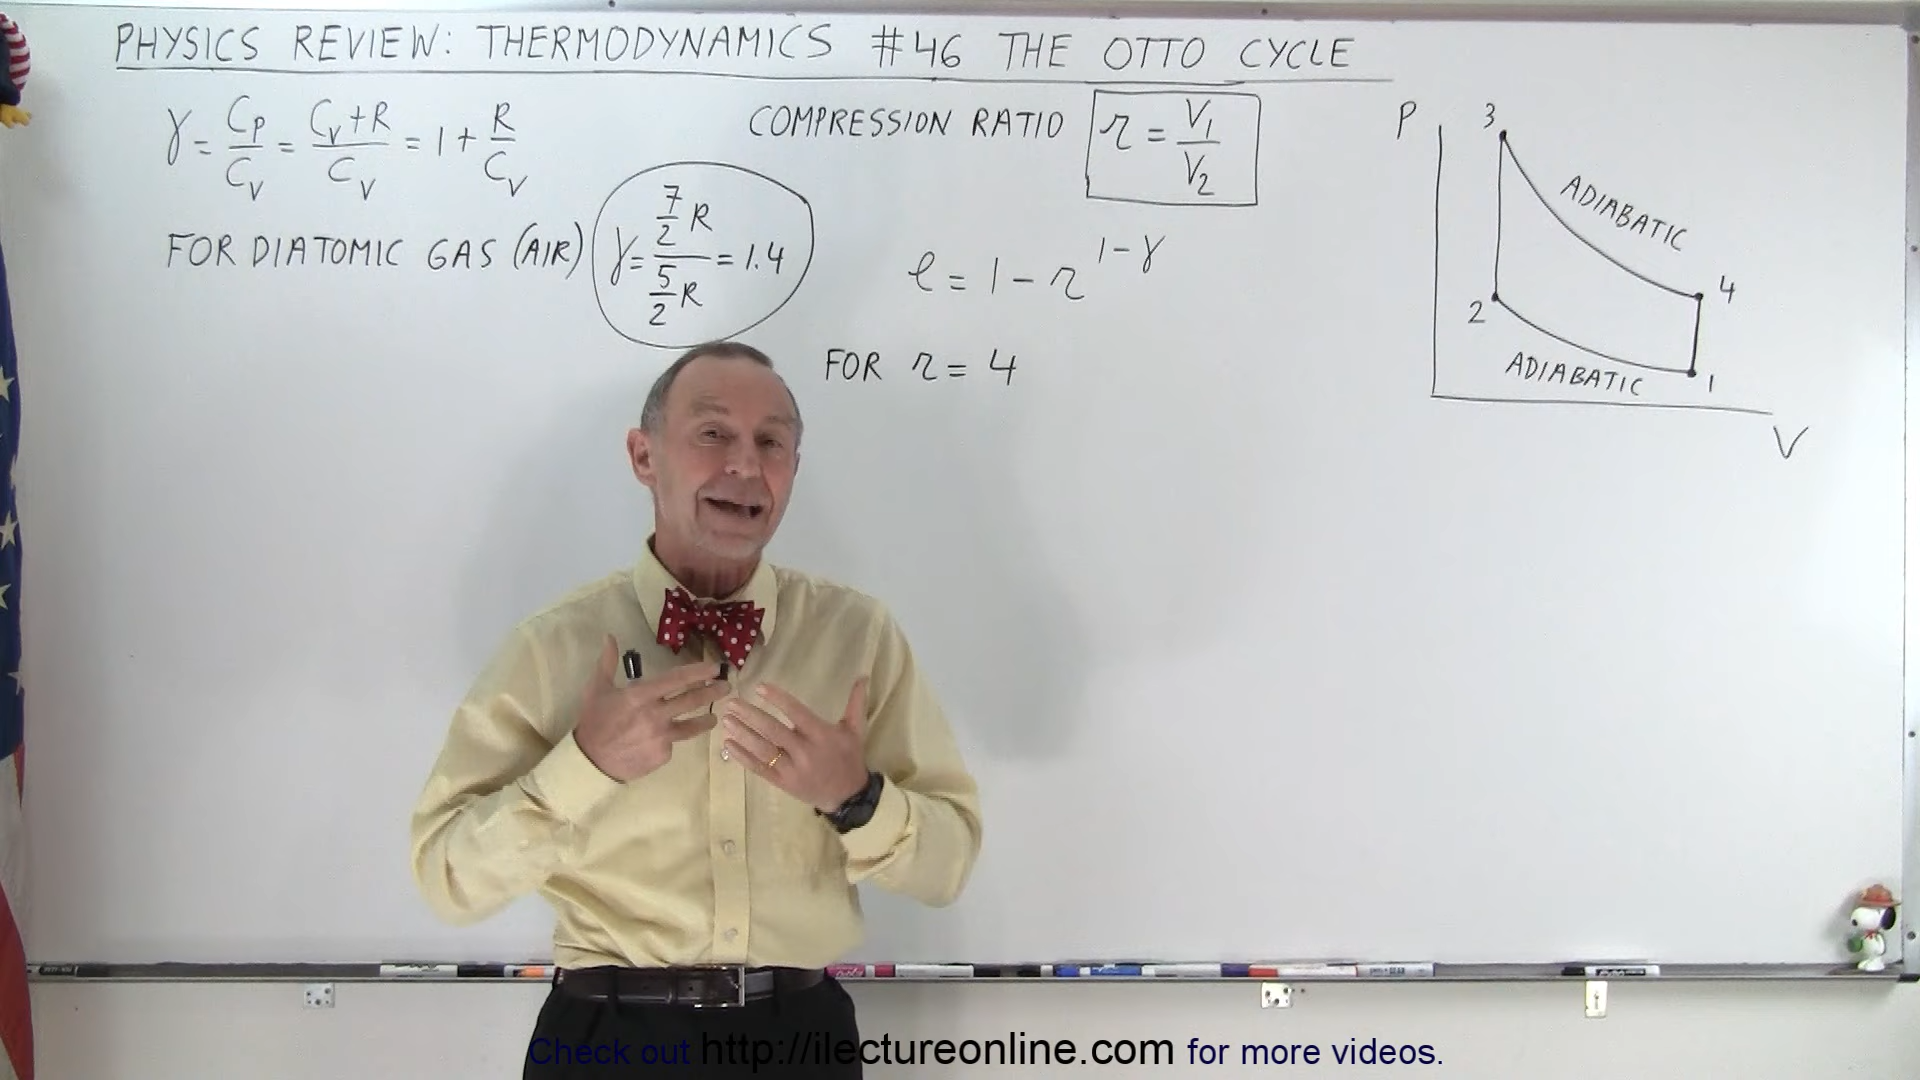 PHYSICS REVIEW: THERMODYNAMICS #46 THE OTTO CYCLE
γ = Cp/Cv = (Cv+R)/Cv = 1 + R/Cv
COMPRESSION RATIO r = V1/V2
FOR DIATOMIC GAS (AIR) γ = (7/2 R)/(5/2 R) = 1.4
e = 1 - r^(1-γ)
FOR r = 4
P
3
ADIABATIC
4
2
ADIABATIC
1
V
Check out http://ilectureonline.com for more videos.